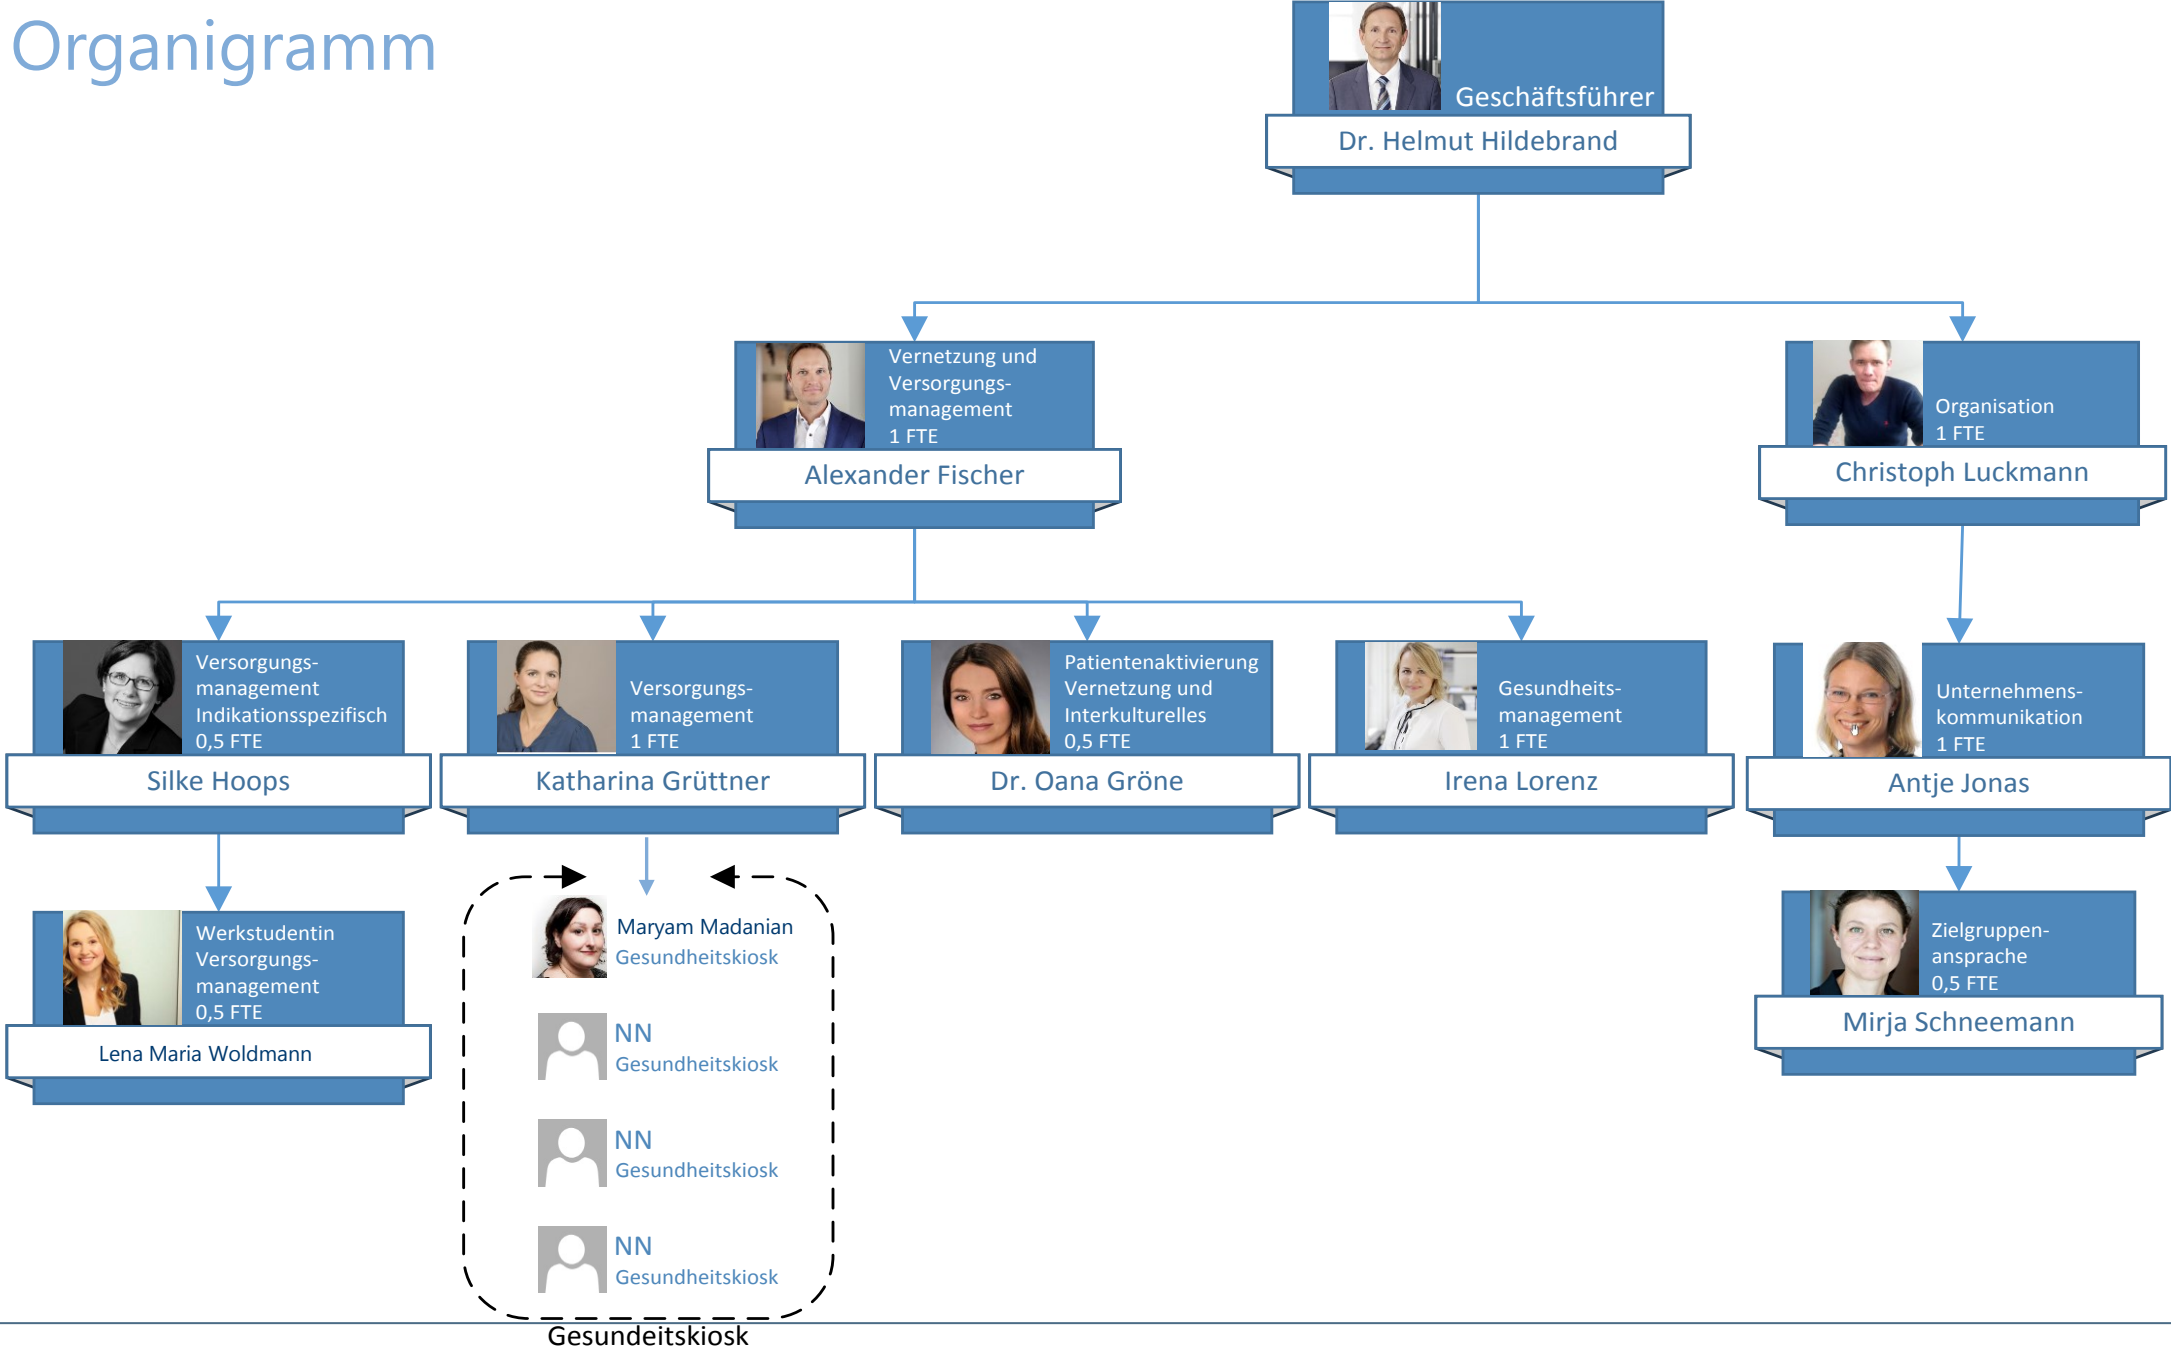 Organigramm
Geschäftsführer
Dr. Helmut Hildebrand
Vernetzung und
Versorgungs-
management
1 FTE
Alexander Fischer
Organisation
1 FTE
Christoph Luckmann
Versorgungs-
management
Indikationsspezifisch
0,5 FTE
Silke Hoops
Versorgungs-
management
1 FTE
Katharina Grüttner
Patientenaktivierung
Vernetzung und
Interkulturelles
0,5 FTE
Dr. Oana Gröne
Gesundheits-
management
1 FTE
Irena Lorenz
Unternehmens-
kommunikation
1 FTE
Antje Jonas
Werkstudentin
Versorgungs-
management
0,5 FTE
Lena Maria Woldmann
Maryam Madanian
Gesundheitskiosk
NN
Gesundheitskiosk
NN
Gesundheitskiosk
NN
Gesundheitskiosk
Gesundeitskiosk
Zielgruppen-
ansprache
0,5 FTE
Mirja Schneemann